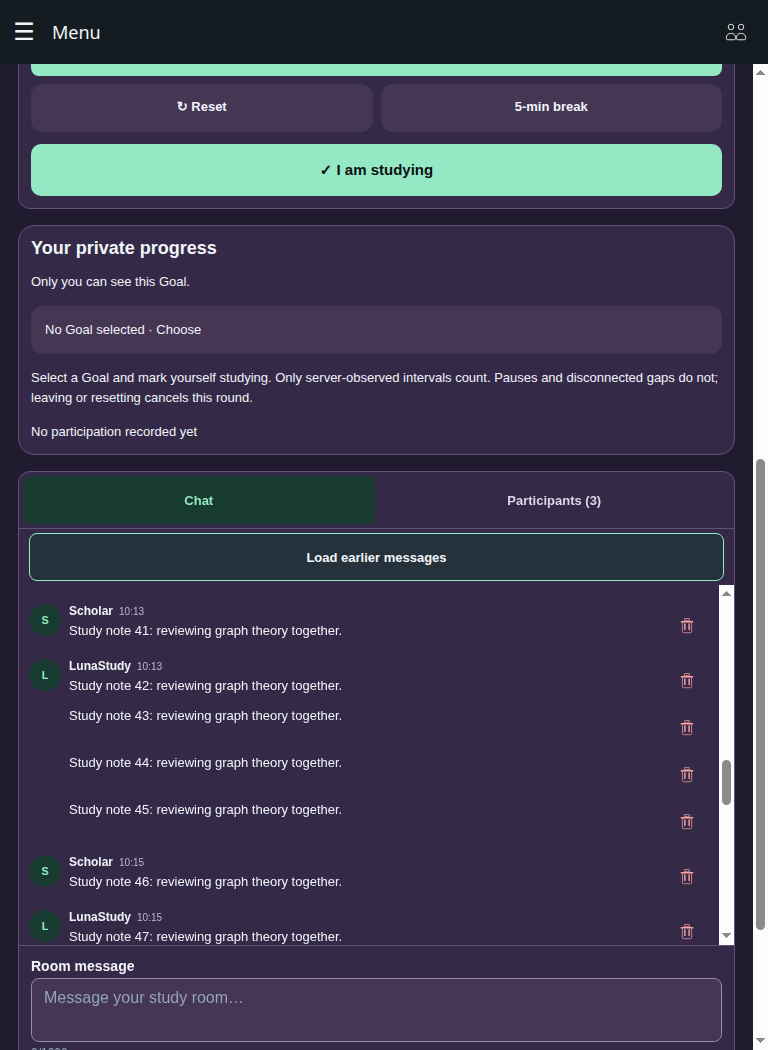 ☰ Menu
↻ Reset
5-min break
✓ I am studying
Your private progress
Only you can see this Goal.
No Goal selected · Choose
Select a Goal and mark yourself studying. Only server-observed intervals count. Pauses and disconnected gaps do not;
leaving or resetting cancels this round.
No participation recorded yet
Chat
Participants (3)
Load earlier messages
S
Scholar 10:13
Study note 41: reviewing graph theory together.
L
LunaStudy 10:13
Study note 42: reviewing graph theory together.
Study note 43: reviewing graph theory together.
Study note 44: reviewing graph theory together.
Study note 45: reviewing graph theory together.
S
Scholar 10:15
Study note 46: reviewing graph theory together.
L
LunaStudy 10:15
Study note 47: reviewing graph theory together.
Room message
Message your study room…